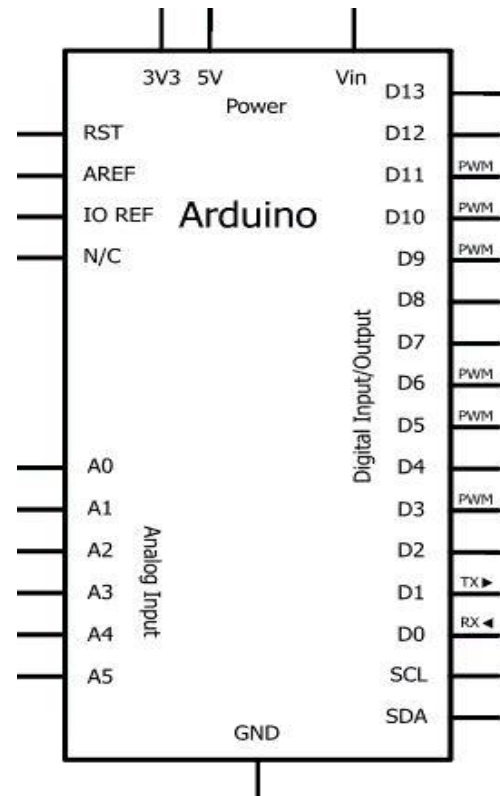 3V3 5V Vin
Power
D13
RST D12
AREF D11 PWM
IO REF Arduino D10 PWM
N/C D9 PWM
D8
Digital Input/Output
D7
D6 PWM
D5 PWM
A0 D4
A1 D3 PWM
Analog Input
A2 D2
A3 D1 TX ►
A4 D0 RX ◄
A5 SCL
SDA
GND